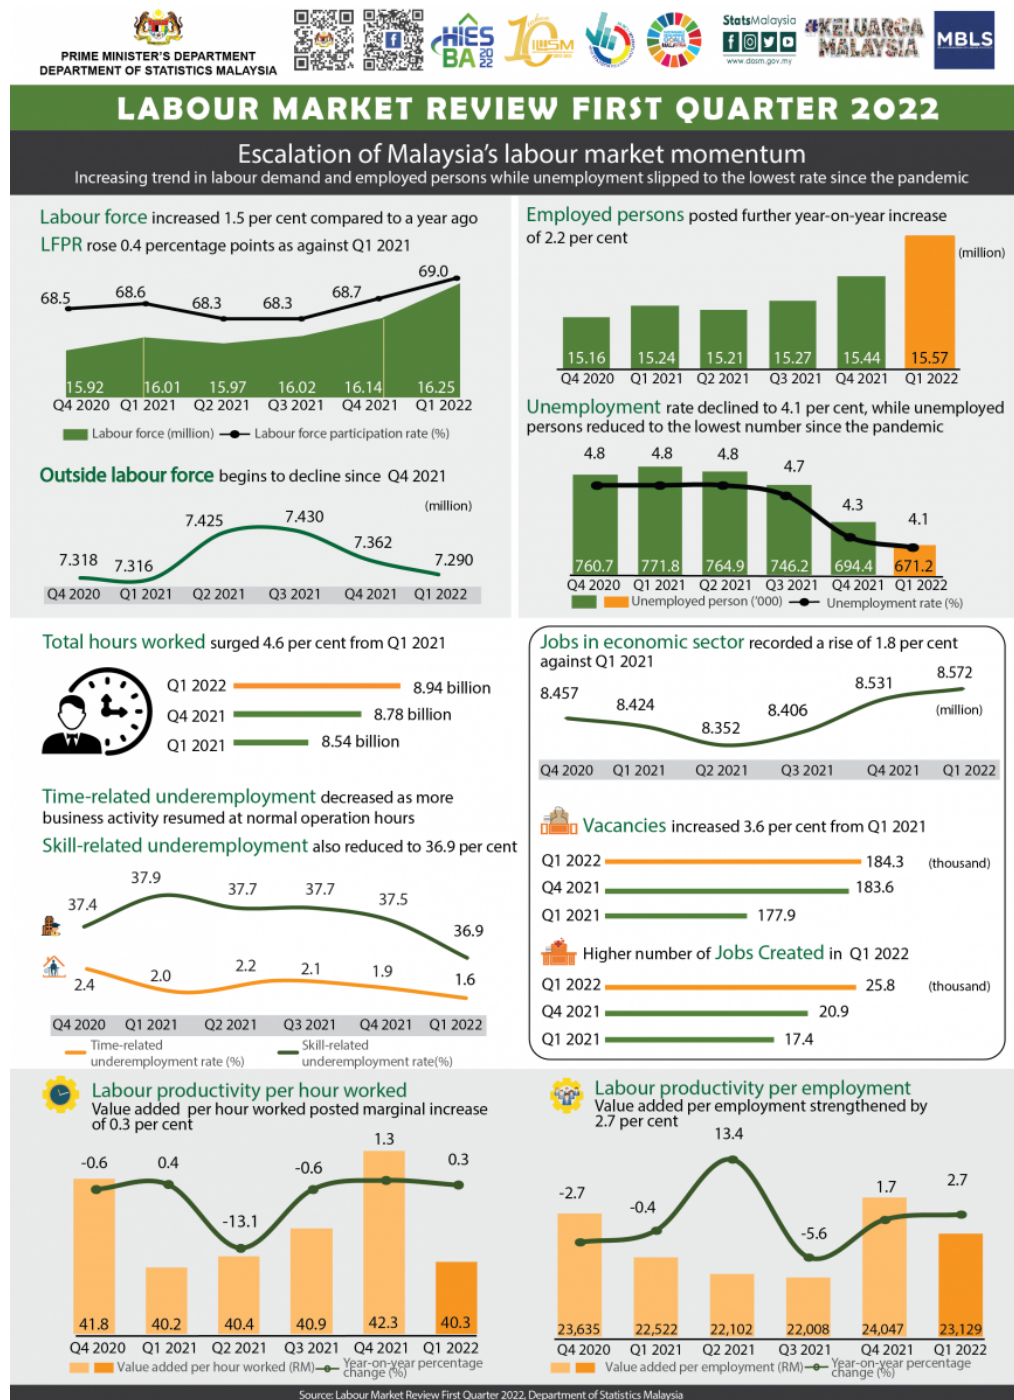 PRIME MINISTER'S DEPARTMENT
DEPARTMENT OF STATISTICS MALAYSIA
HIES
BA 2022
10
ILMSM
StatsMalaysia
www.dosm.gov.my
#KELUARGA
MALAYSIA
MBLS
LABOUR MARKET REVIEW FIRST QUARTER 2022
Escalation of Malaysia's labour market momentum
Increasing trend in labour demand and employed persons while unemployment slipped to the lowest rate since the pandemic
Labour force increased 1.5 per cent compared to a year ago
LFPR rose 0.4 percentage points as against Q1 2021
68.5 68.6 68.3 68.3 68.7 69.0
15.92 16.01 15.97 16.02 16.14 16.25
Q4 2020 Q1 2021 Q2 2021 Q3 2021 Q4 2021 Q1 2022
Labour force (million) Labour force participation rate (%)
Outside labour force begins to decline since Q4 2021
(million)
7.318 7.316 7.425 7.430 7.362 7.290
Q4 2020 Q1 2021 Q2 2021 Q3 2021 Q4 2021 Q1 2022
Employed persons posted further year-on-year increase
of 2.2 per cent
(million)
15.16 15.24 15.21 15.27 15.44 15.57
Q4 2020 Q1 2021 Q2 2021 Q3 2021 Q4 2021 Q1 2022
Unemployment rate declined to 4.1 per cent, while unemployed
persons reduced to the lowest number since the pandemic
4.8 4.8 4.8 4.7 4.3 4.1
760.7 771.8 764.9 746.2 694.4 671.2
Q4 2020 Q1 2021 Q2 2021 Q3 2021 Q4 2021 Q1 2022
Unemployed person ('000) Unemployment rate (%)
Total hours worked surged 4.6 per cent from Q1 2021
Q1 2022 8.94 billion
Q4 2021 8.78 billion
Q1 2021 8.54 billion
Time-related underemployment decreased as more
business activity resumed at normal operation hours
Skill-related underemployment also reduced to 36.9 per cent
37.4 37.9 37.7 37.7 37.5 36.9
2.4 2.0 2.2 2.1 1.9 1.6
Q4 2020 Q1 2021 Q2 2021 Q3 2021 Q4 2021 Q1 2022
Time-related
underemployment rate (%)
Skill-related
underemployment rate(%)
Jobs in economic sector recorded a rise of 1.8 per cent
against Q1 2021
8.457 8.424 8.352 8.406 8.531 8.572
(million)
Q4 2020 Q1 2021 Q2 2021 Q3 2021 Q4 2021 Q1 2022
Vacancies increased 3.6 per cent from Q1 2021
Q1 2022 184.3 (thousand)
Q4 2021 183.6
Q1 2021 177.9
Higher number of Jobs Created in Q1 2022
Q1 2022 25.8 (thousand)
Q4 2021 20.9
Q1 2021 17.4
Labour productivity per hour worked
Value added per hour worked posted marginal increase
of 0.3 per cent
-0.6 0.4 -13.1 -0.6 1.3 0.3
41.8 40.2 40.4 40.9 42.3 40.3
Q4 2020 Q1 2021 Q2 2021 Q3 2021 Q4 2021 Q1 2022
Value added per hour worked (RM) Year-on-year percentage
change (%)
Labour productivity per employment
Value added per employment strengthened by
2.7 per cent
-2.7 -0.4 13.4 -5.6 1.7 2.7
23,635 22,522 22,102 22,008 24,047 23,129
Q4 2020 Q1 2021 Q2 2021 Q3 2021 Q4 2021 Q1 2022
Value added per employment (RM) Year-on-year percentage
change (%)
Source: Labour Market Review First Quarter 2022, Department of Statistics Malaysia